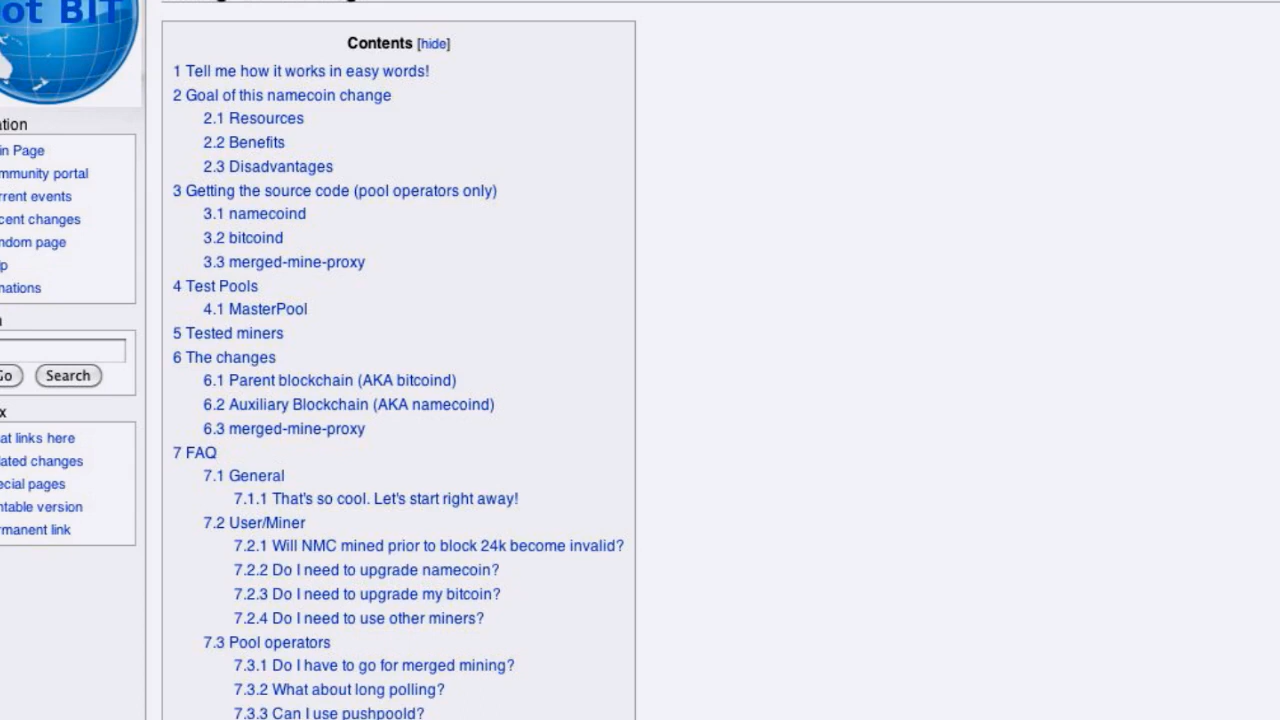 ot BIT
Contents [hide]
1 Tell me how it works in easy words!
2 Goal of this namecoin change
2.1 Resources
2.2 Benefits
2.3 Disadvantages
3 Getting the source code (pool operators only)
3.1 namecoind
3.2 bitcoind
3.3 merged-mine-proxy
4 Test Pools
4.1 MasterPool
5 Tested miners
6 The changes
6.1 Parent blockchain (AKA bitcoind)
6.2 Auxiliary Blockchain (AKA namecoind)
6.3 merged-mine-proxy
7 FAQ
7.1 General
7.1.1 That's so cool. Let's start right away!
7.2 User/Miner
7.2.1 Will NMC mined prior to block 24k become invalid?
7.2.2 Do I need to upgrade namecoin?
7.2.3 Do I need to upgrade my bitcoin?
7.2.4 Do I need to use other miners?
7.3 Pool operators
7.3.1 Do I have to go for merged mining?
7.3.2 What about long polling?
7.3.3 Can I use pushpoold?
ation
in Page
mmunity portal
rrent events
cent changes
ndom page
lp
nations
Go
Search
x
at links here
lated changes
ecial pages
ntable version
rmanent link